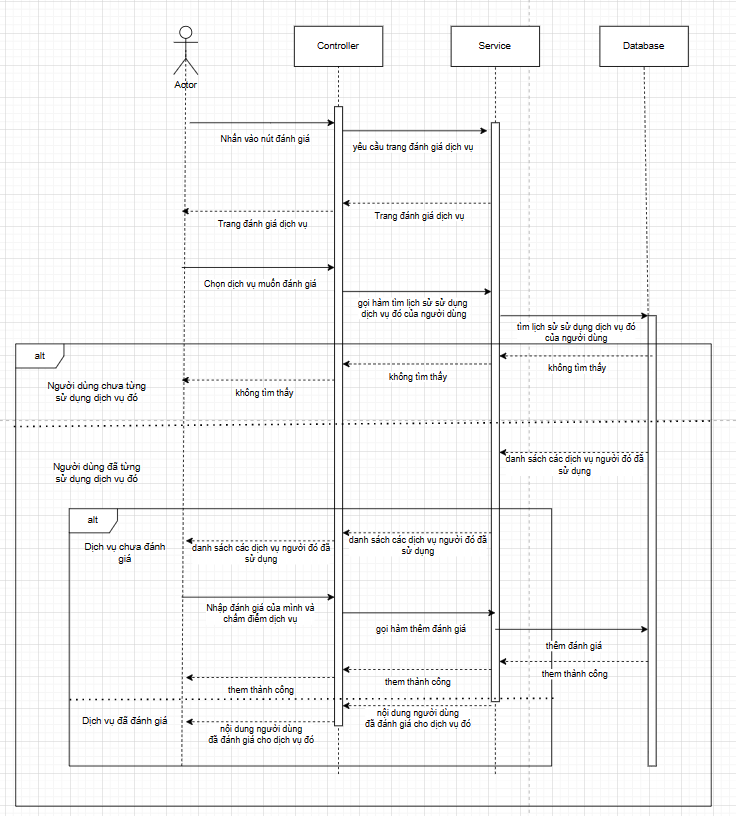 Actor
Controller
Service
Database
Nhấn vào nút đánh giá
yêu cầu trang đánh giá dịch vụ
Trang đánh giá dịch vụ
Trang đánh giá dịch vụ
Chọn dịch vụ muốn đánh giá
gọi hàm tìm lịch sử sử dụng
dịch vụ đó của người dùng
tìm lịch sử sử dụng dịch vụ đó
của người dùng
alt
không tìm thấy
không tìm thấy
không tìm thấy
Người dùng chưa từng
sử dụng dịch vụ đó
Người dùng đã từng
sử dụng dịch vụ đó
danh sách các dịch vụ người đó đã
sử dụng
alt
Dịch vụ chưa đánh
giá
danh sách các dịch vụ người đó đã
sử dụng
danh sách các dịch vụ người đó đã
sử dụng
Nhập đánh giá của mình và
chấm điểm dịch vụ
gọi hàm thêm đánh giá
thêm đánh giá
them thành công
them thành công
them thành công
Dịch vụ đã đánh giá
nội dung người dùng
đã đánh giá cho dịch vụ đó
nội dung người dùng
đã đánh giá cho dịch vụ đó